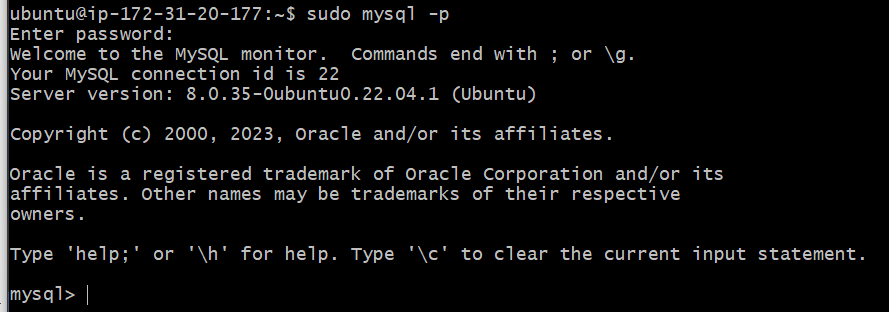 ubuntu@ip-172-31-20-177:~$ sudo mysql -p
Enter password:
Welcome to the MySQL monitor.  Commands end with ; or \g.
Your MySQL connection id is 22
Server version: 8.0.35-0ubuntu0.22.04.1 (Ubuntu)
Copyright (c) 2000, 2023, Oracle and/or its affiliates.
Oracle is a registered trademark of Oracle Corporation and/or its
affiliates. Other names may be trademarks of their respective
owners.
Type 'help;' or '\h' for help. Type '\c' to clear the current input statement.
mysql>